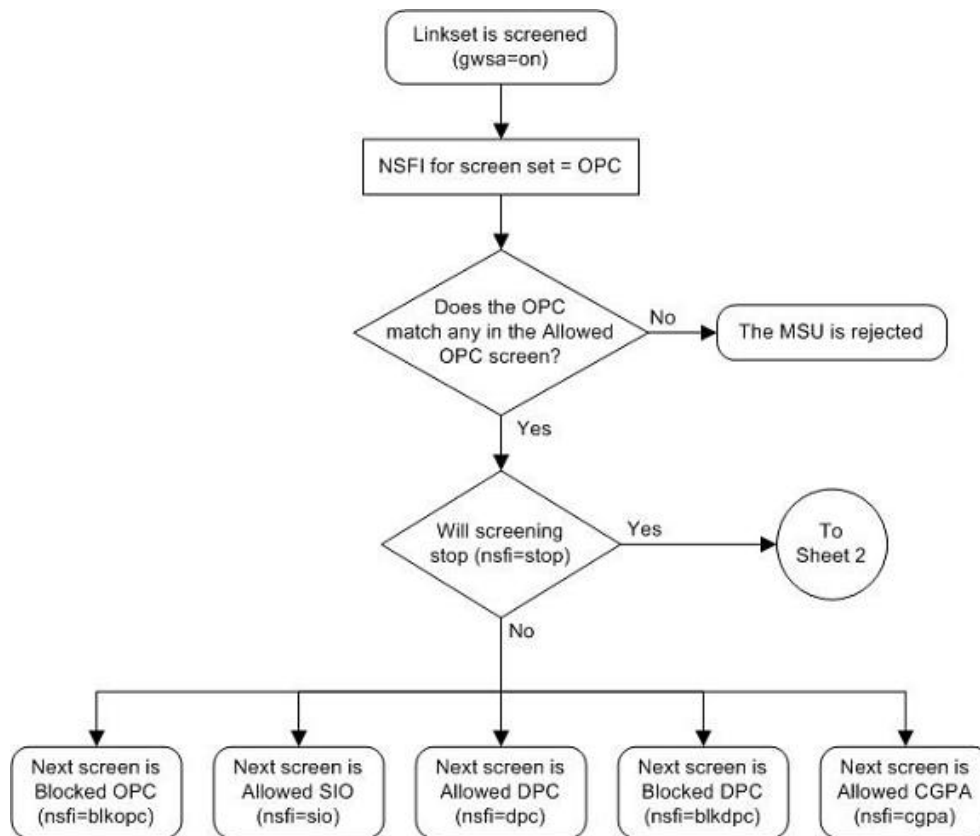 Linkset is screened
(gwsa=on)
NSFI for screen set = OPC
Does the OPC
match any in the Allowed
OPC screen?
No
The MSU is rejected
Yes
Will screening
stop (nsfi=stop)
Yes
To
Sheet 2
No
Next screen is
Blocked OPC
(nsfi=blkopc)
Next screen is
Allowed SIO
(nsfi=sio)
Next screen is
Allowed DPC
(nsfi=dpc)
Next screen is
Blocked DPC
(nsfi=blkdpc)
Next screen is
Allowed CGPA
(nsfi=cgpa)